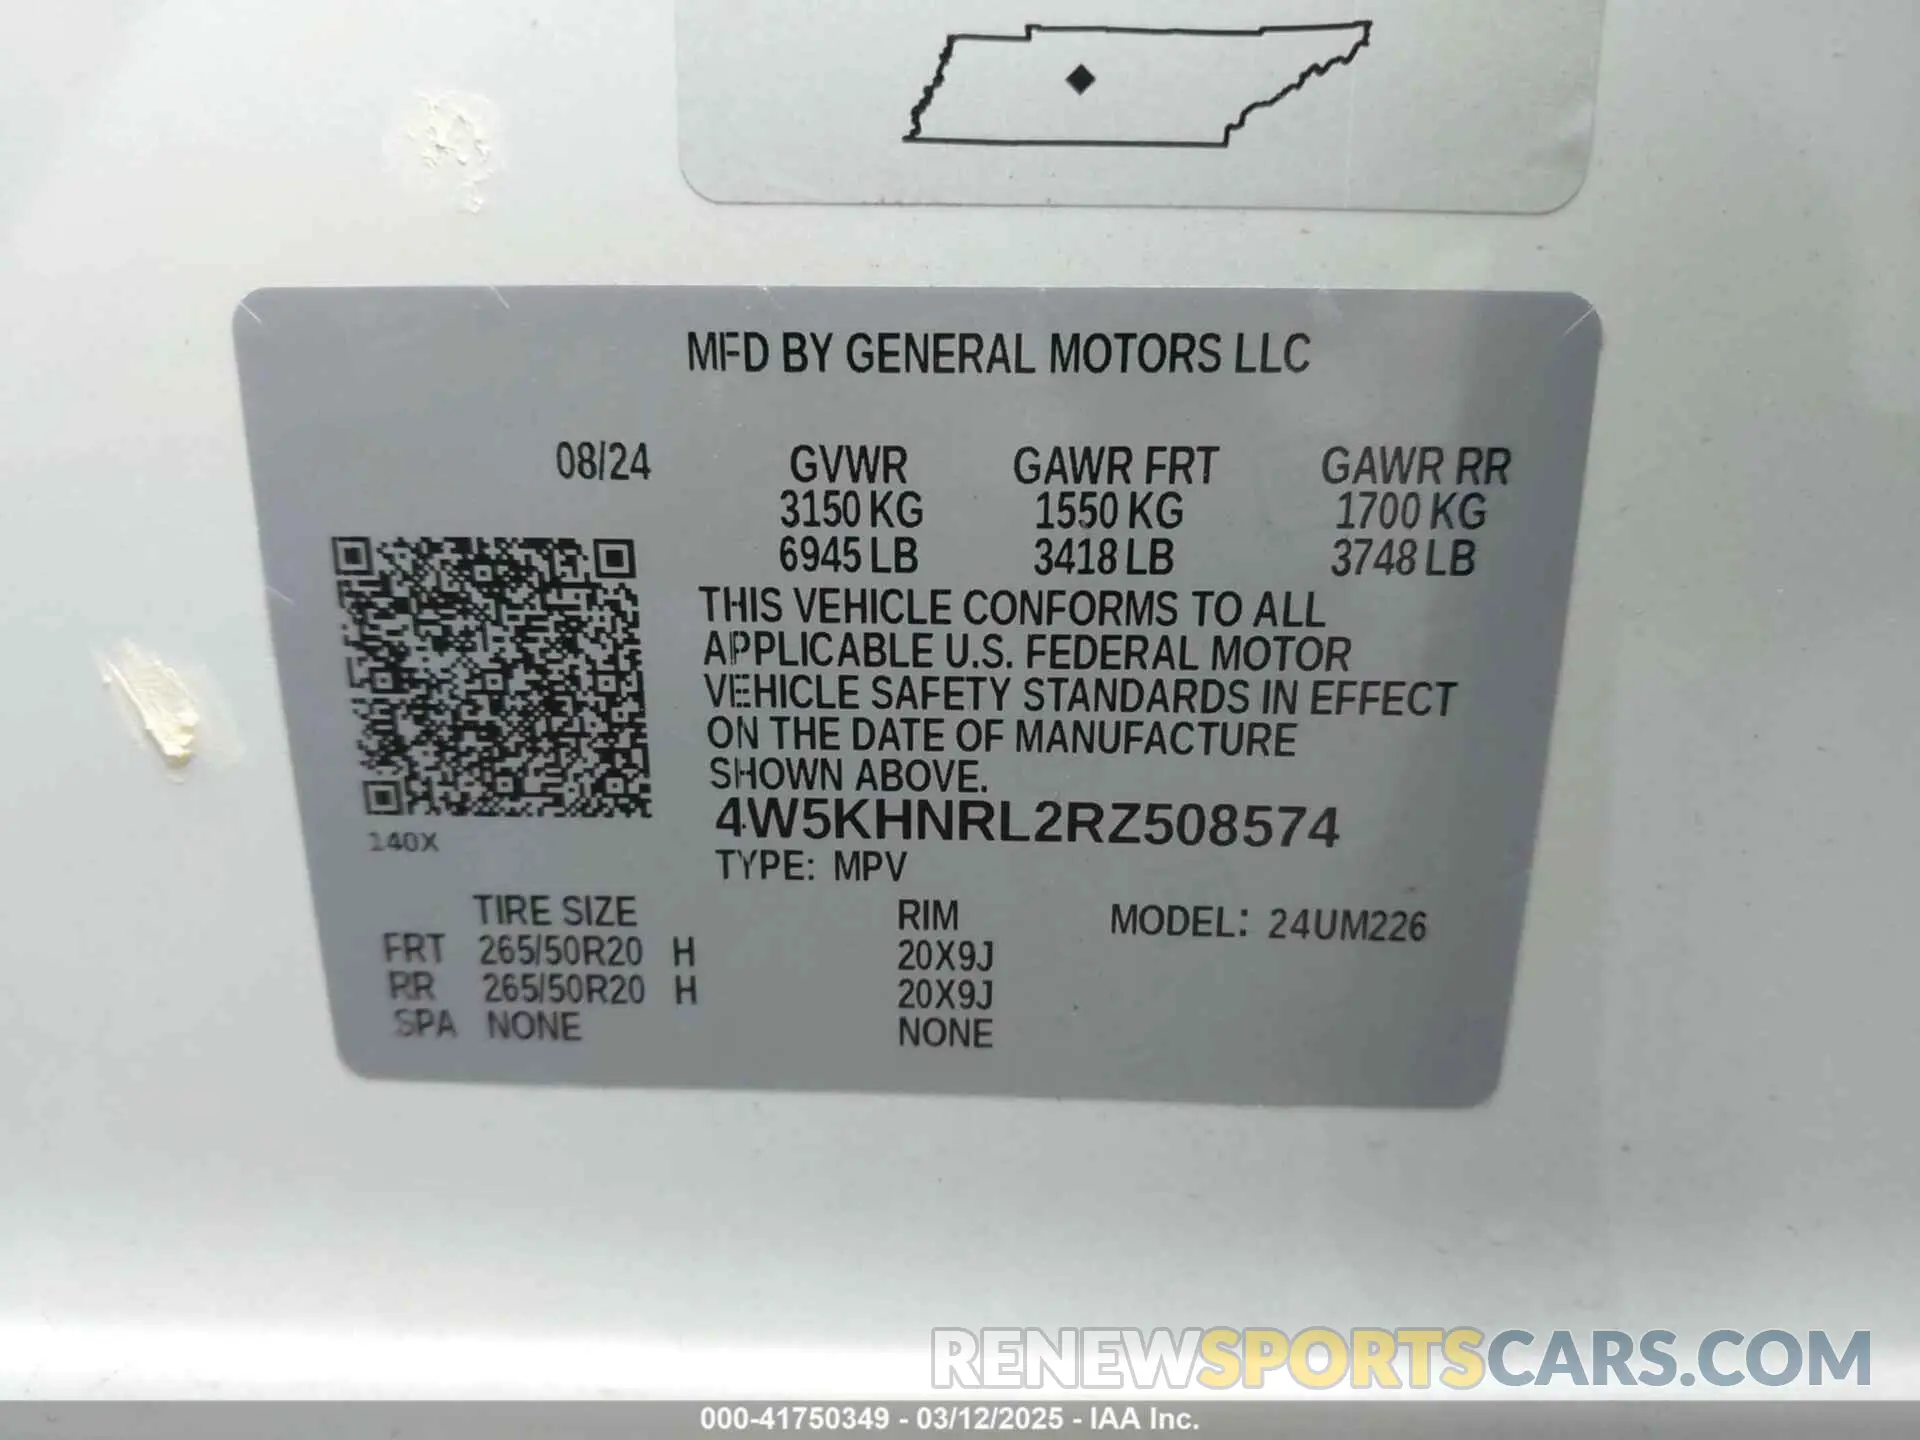 MFD BY GENERAL MOTORS LLC
08/24 GVWR GAWR FRT GAWR RR
3150 KG 1550 KG 1700 KG
6945 LB 3418 LB 3748 LB
THIS VEHICLE CONFORMS TO ALL
APPLICABLE U.S. FEDERAL MOTOR
VEHICLE SAFETY STANDARDS IN EFFECT
ON THE DATE OF MANUFACTURE
SHOWN ABOVE.
4W5KHNRL2RZ508574
140X
TYPE: MPV
TIRE SIZE RIM MODEL: 24UM226
FRT 265/50R20 H 20X9J
RR 265/50R20 H 20X9J
SPA NONE NONE
RENEWSPORTSCARS.COM
000-41750349 - 03/12/2025 - IAA Inc.